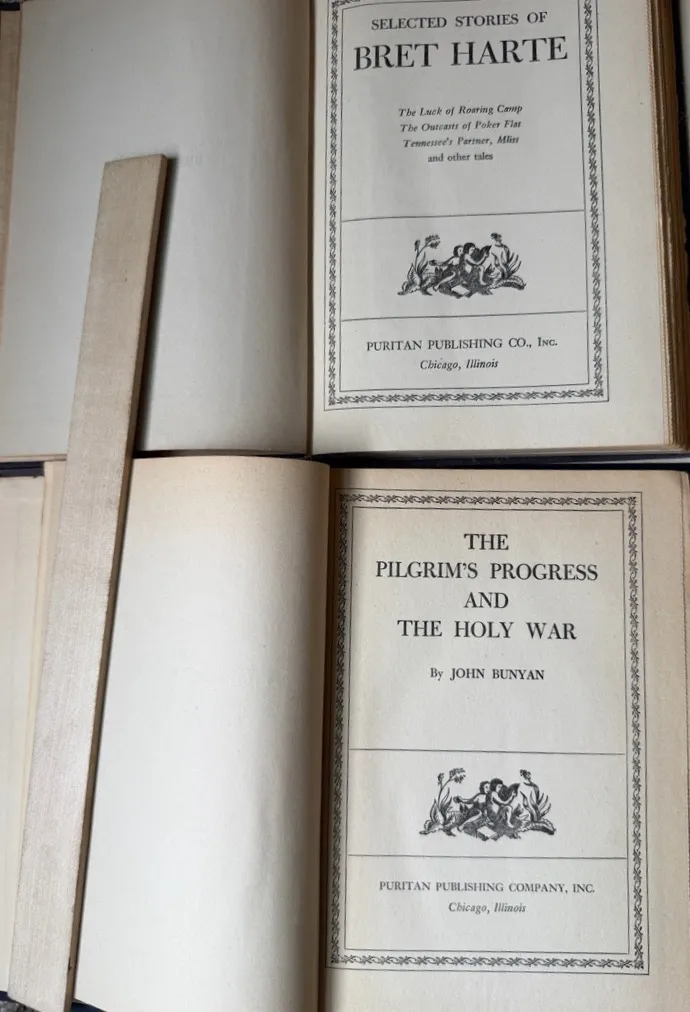 SELECTED STORIES OF
BRET HARTE
The Luck of Roaring Camp
The Outcasts of Poker Flat
Tennessee's Partner, Mliss
and other tales
PURITAN PUBLISHING CO., INC.
Chicago, Illinois
THE
PILGRIM'S PROGRESS
AND
THE HOLY WAR
By JOHN BUNYAN
PURITAN PUBLISHING COMPANY, INC.
Chicago, Illinois